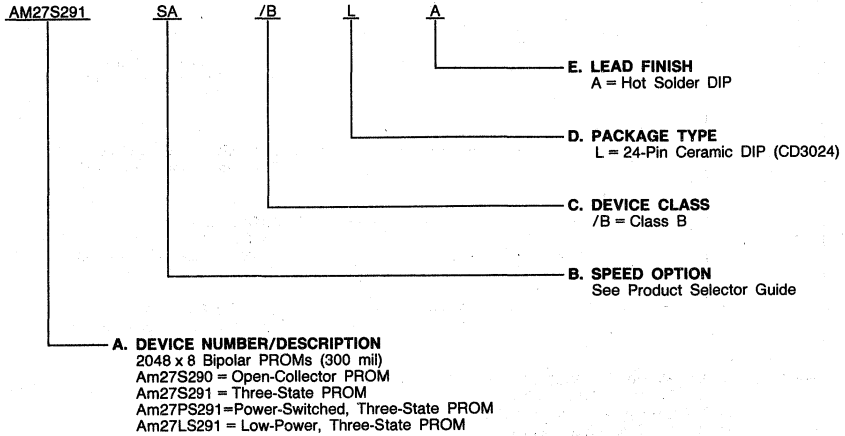 AM27S291 SA /B L A
E. LEAD FINISH
A = Hot Solder DIP
D. PACKAGE TYPE
L = 24-Pin Ceramic DIP (CD3024)
C. DEVICE CLASS
/B = Class B
B. SPEED OPTION
See Product Selector Guide
A. DEVICE NUMBER/DESCRIPTION
2048 x 8 Bipolar PROMs (300 mil)
Am27S290 = Open-Collector PROM
Am27S291 = Three-State PROM
Am27PS291=Power-Switched, Three-State PROM
Am27LS291 = Low-Power, Three-State PROM